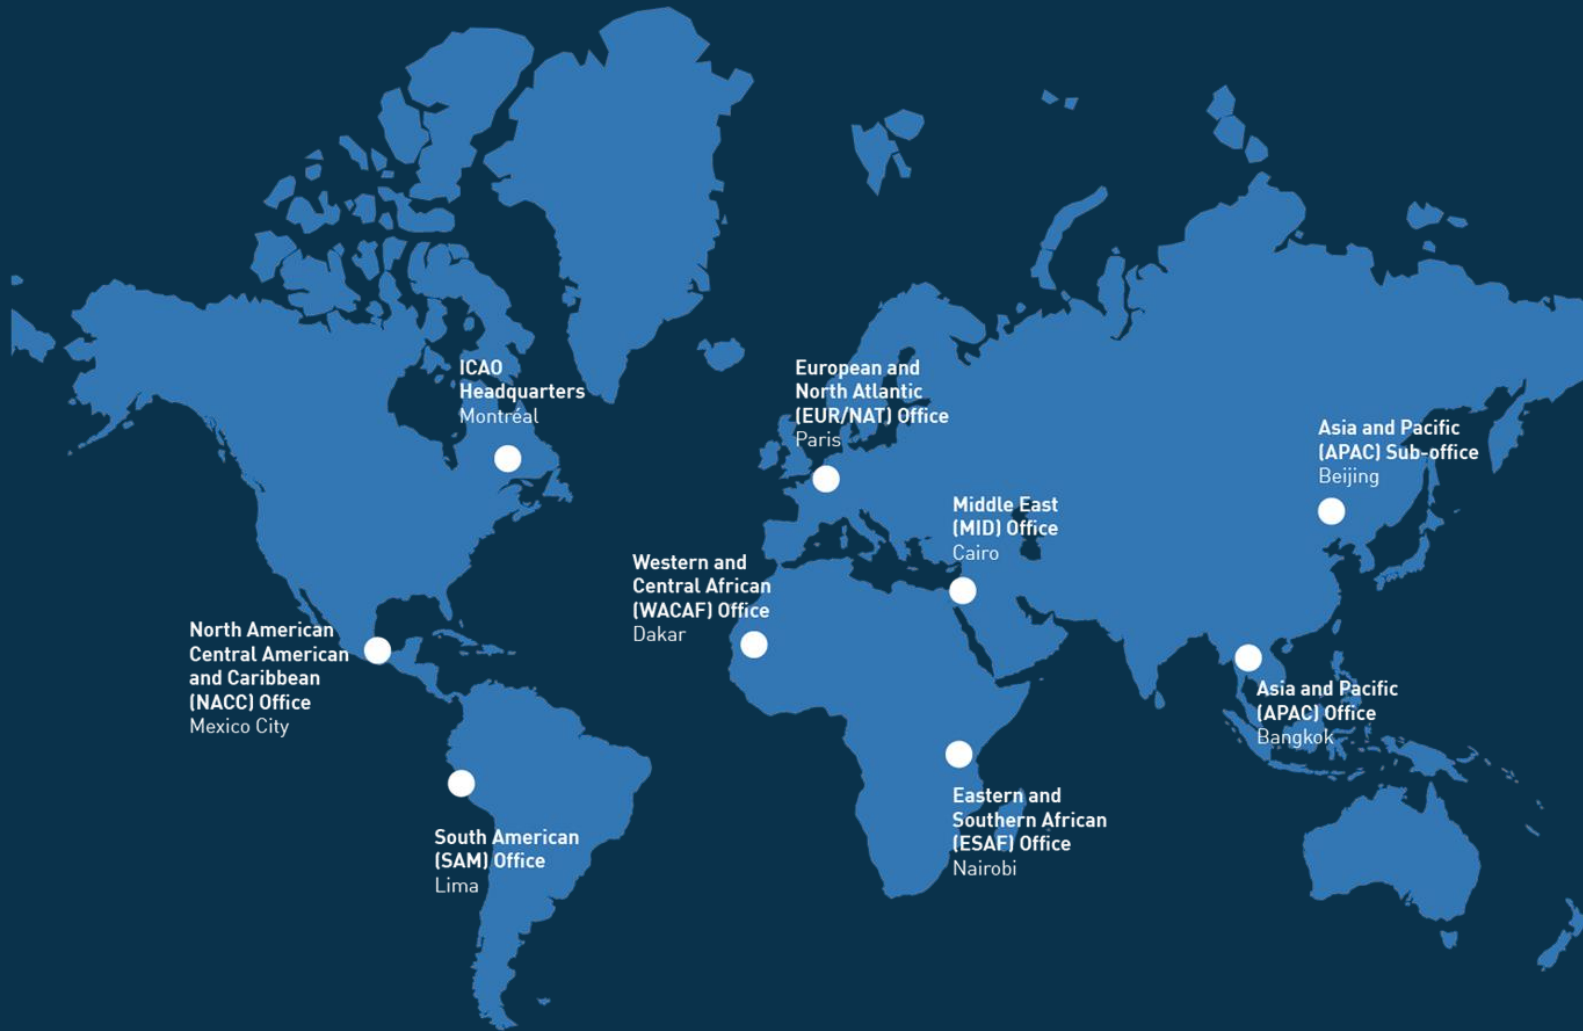 ICAO
Headquarters
Montréal
European and
North Atlantic
(EUR/NAT) Office
Paris
Asia and Pacific
(APAC) Sub-office
Beijing
Middle East
(MID) Office
Cairo
Western and
Central African
(WACAF) Office
Dakar
North American
Central American
and Caribbean
(NACC) Office
Mexico City
Asia and Pacific
(APAC) Office
Bangkok
Eastern and
Southern African
(ESAF) Office
Nairobi
South American
(SAM) Office
Lima